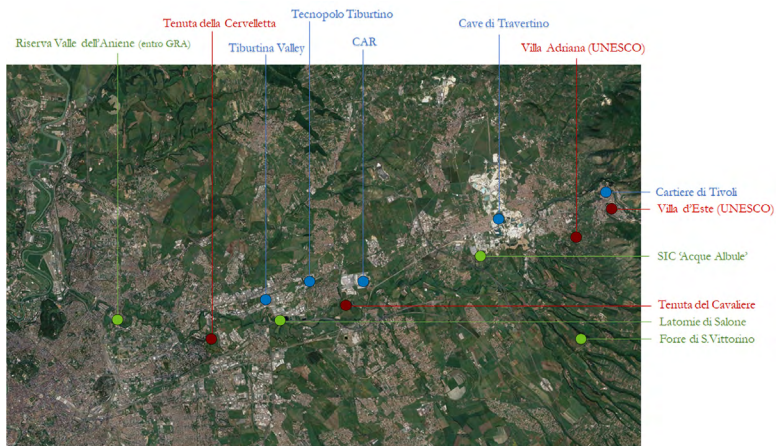 Tecnopolo Tiburtino
Tenuta della Cervelletta
Cave di Travertino
Riserva Valle dell'Aniene (entro GRA)
Tiburtina Valley
CAR
Villa Adriana (UNESCO)
Cartiere di Tivoli
Villa d'Este (UNESCO)
SIC 'Acque Albule'
Tenuta del Cavaliere
Latomie di Salone
Forre di S.Vittorino